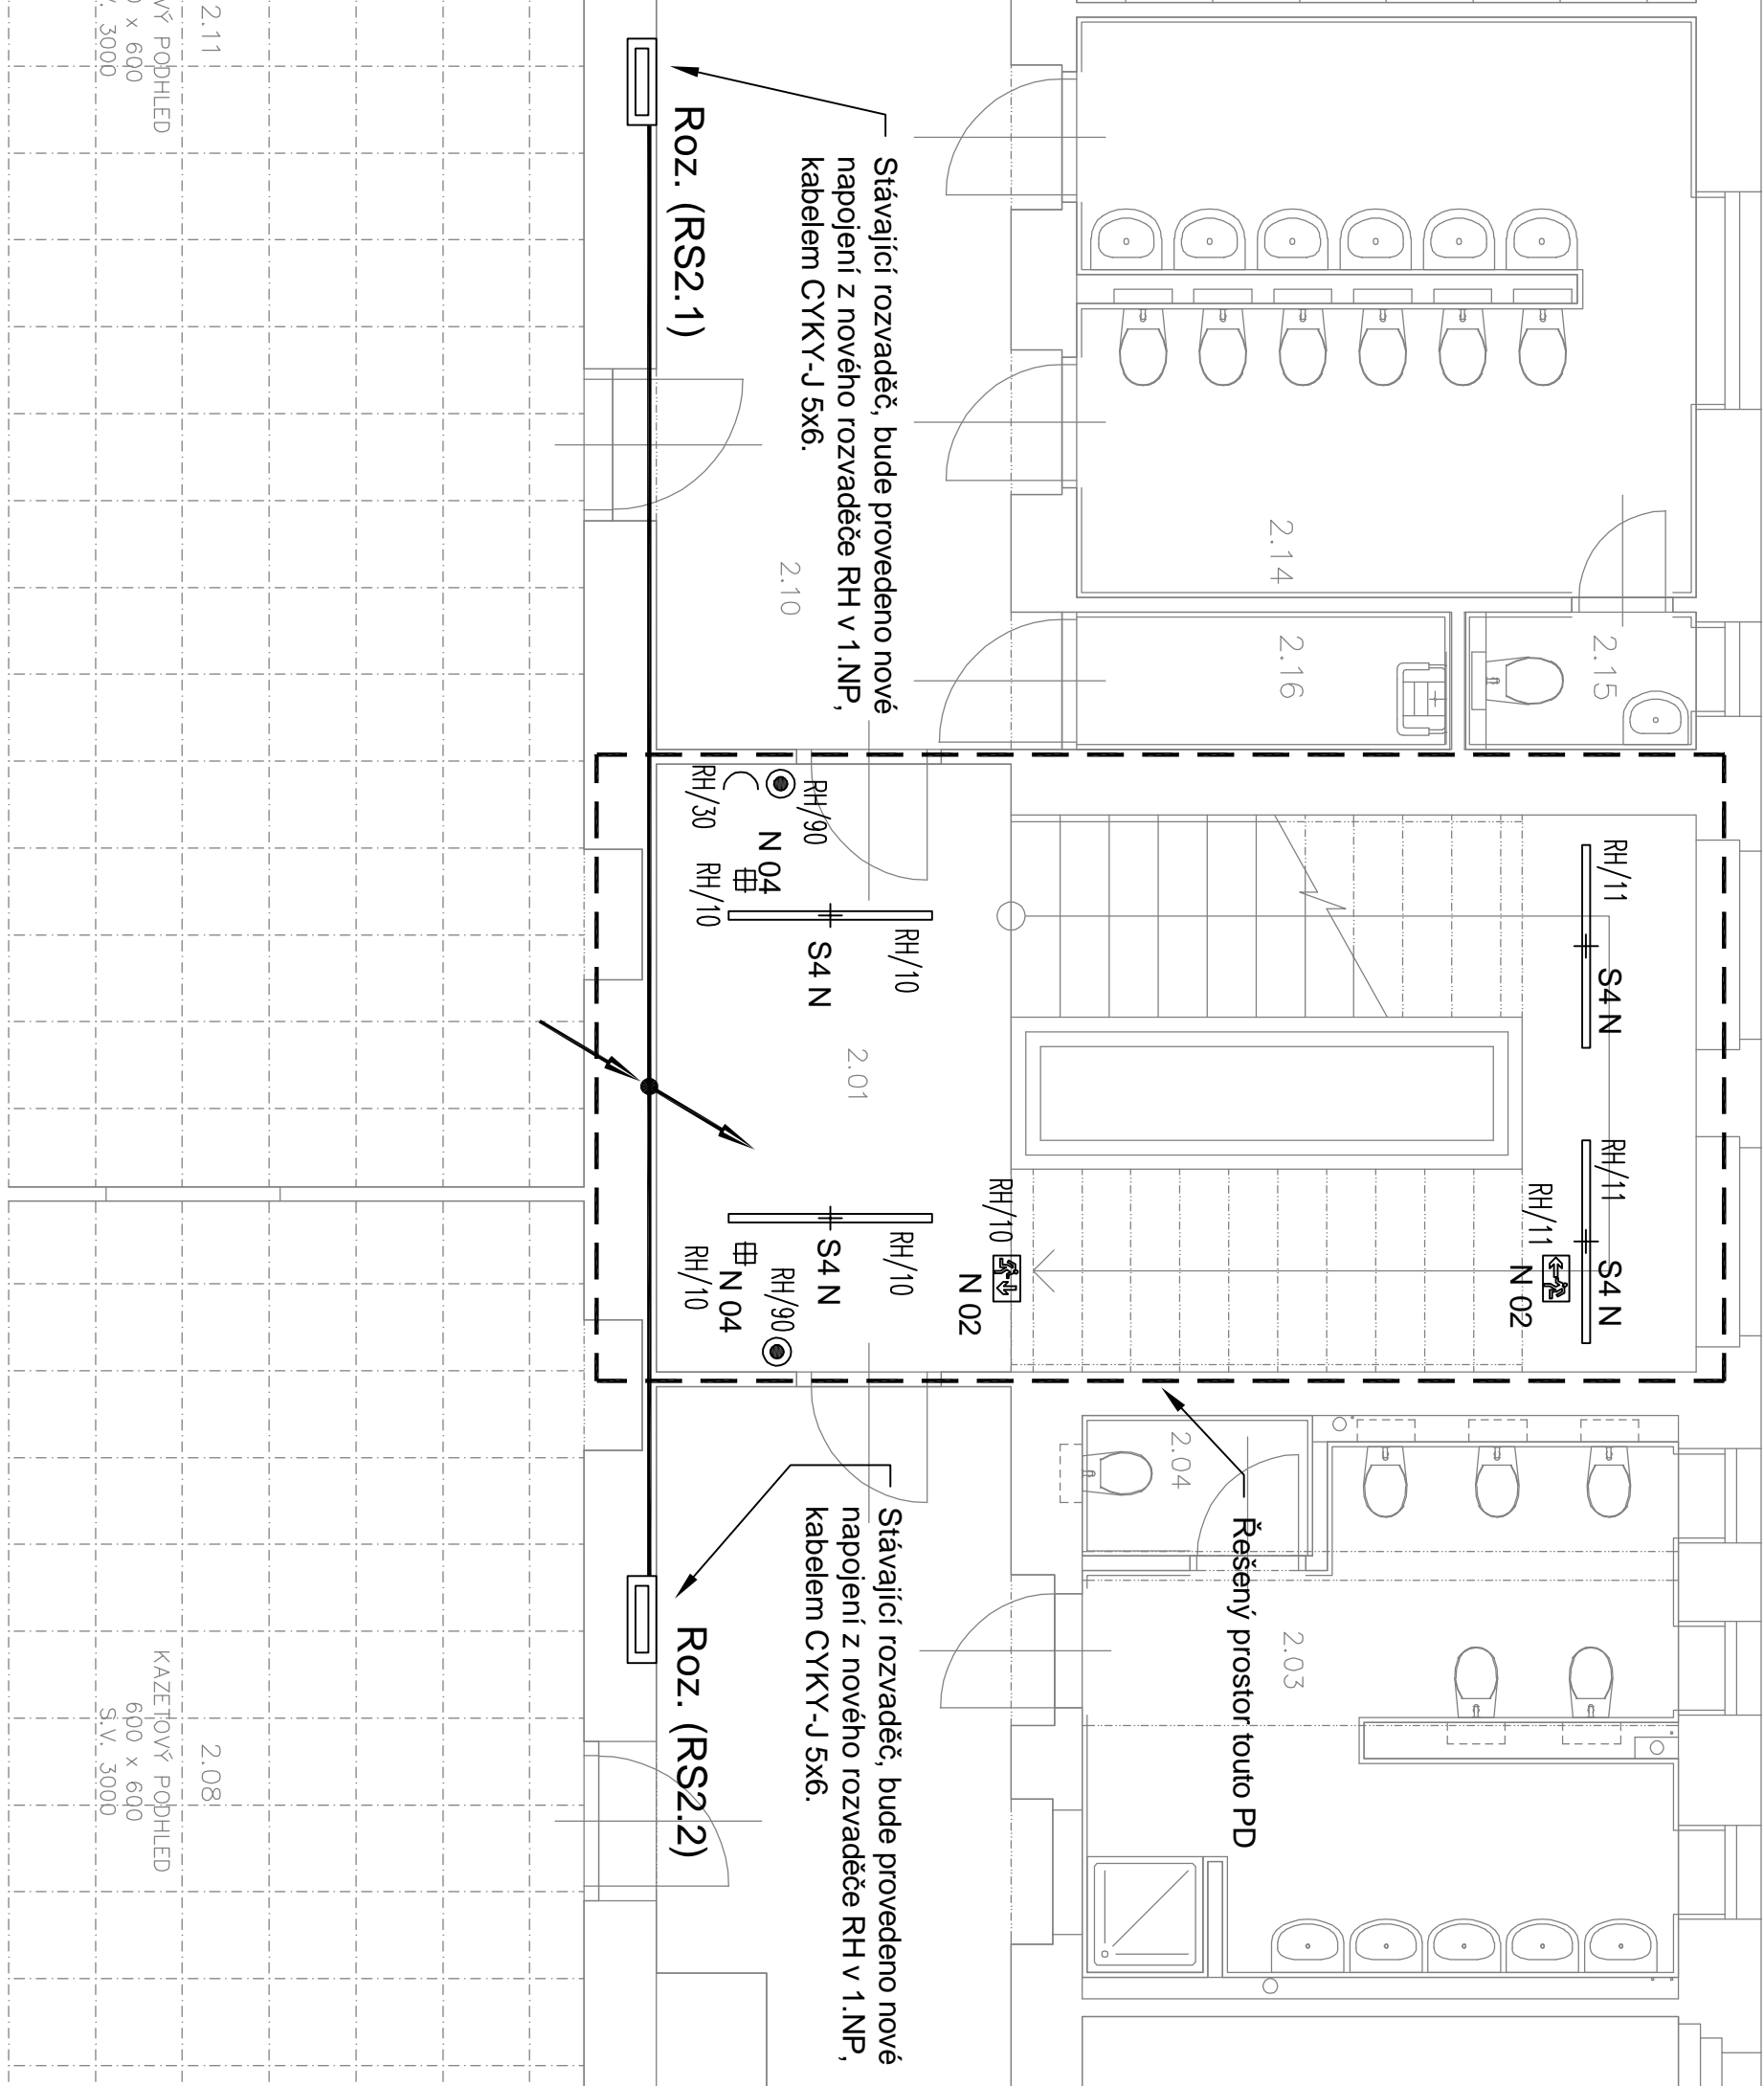 2.11
VÝ PODHLED
0 x 600
V. 3000
Roz. (RS2.1)
Stávající rozvaděč, bude provedeno nové
napojení z nového rozvaděče RH v 1.NP,
kabelem CYKY-J 5x6.
2.10
2.14
2.15
2.16
RH/30
RH/90
N 04
RH/10
RH/10
S4 N
RH/11
S4 N
2.01
RH/11
S4 N
RH/11
N 02
RH/10
N 02
RH/10
S4 N
RH/10
N 04
RH/90
2.04
Řešený prostor touto PD
2.03
Stávající rozvaděč, bude provedeno nové
napojení z nového rozvaděče RH v 1.NP,
kabelem CYKY-J 5x6.
Roz. (RS2.2)
2.08
KAZETOVÝ PODHLED
600 x 600
S.V. 3000